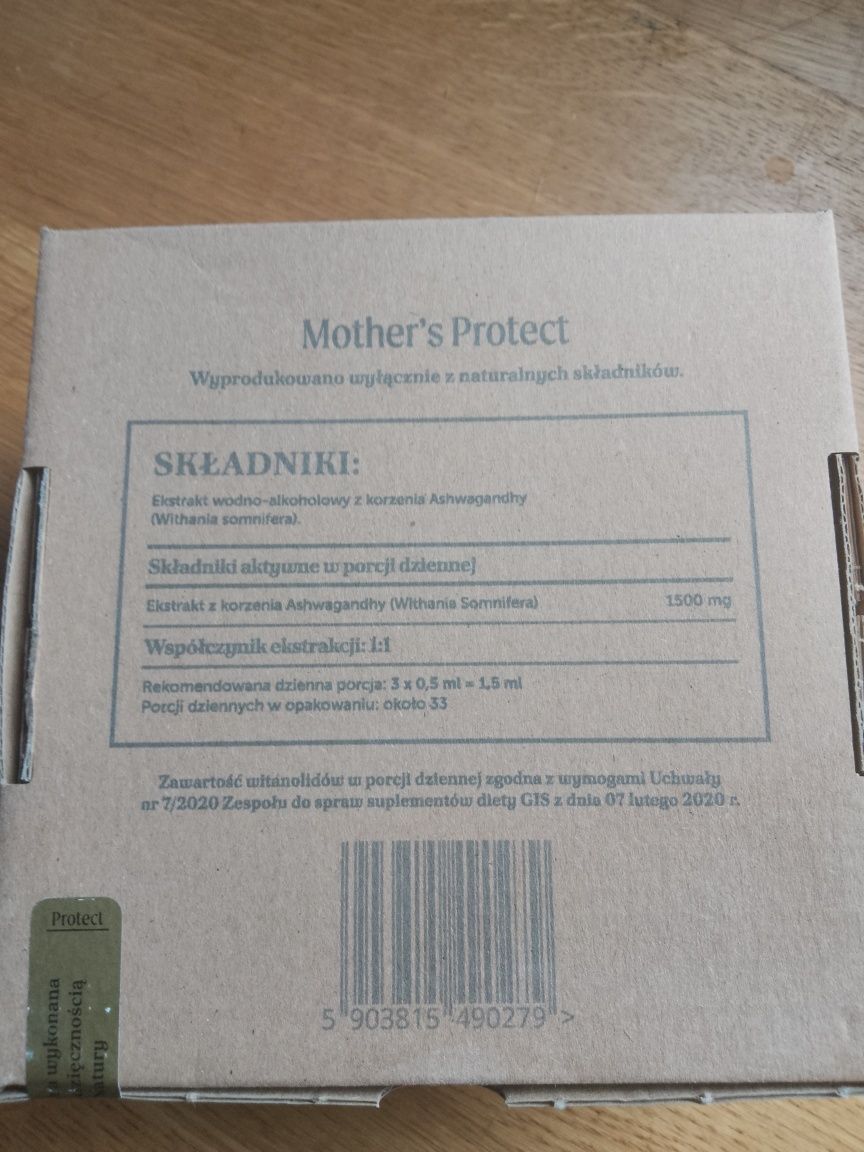 Mother's Protect
Wyprodukowano wyłącznie z naturalnych składników.
SKŁADNIKI:
Ekstrakt wodno-alkoholowy z korzenia Ashwagandhy
(Withania somnifera).
Składniki aktywne w porcji dziennej
Ekstrakt z korzenia Ashwagandhy (Withania Somnifera) 1500 mg
Współczynik ekstrakcji: 1:1
Rekomendowana dzienna porcja: 3 x 0,5 ml = 1,5 ml
Porcji dziennych w opakowaniu: około 33
Zawartość witanolidów w porcji dziennej zgodna z wymogami Uchwały
nr 7/2020 Zespołu do spraw suplementów diety GIS z dnia 07 lutego 2020 r.
5 903815 490279 >
Protect
wykonana
atury